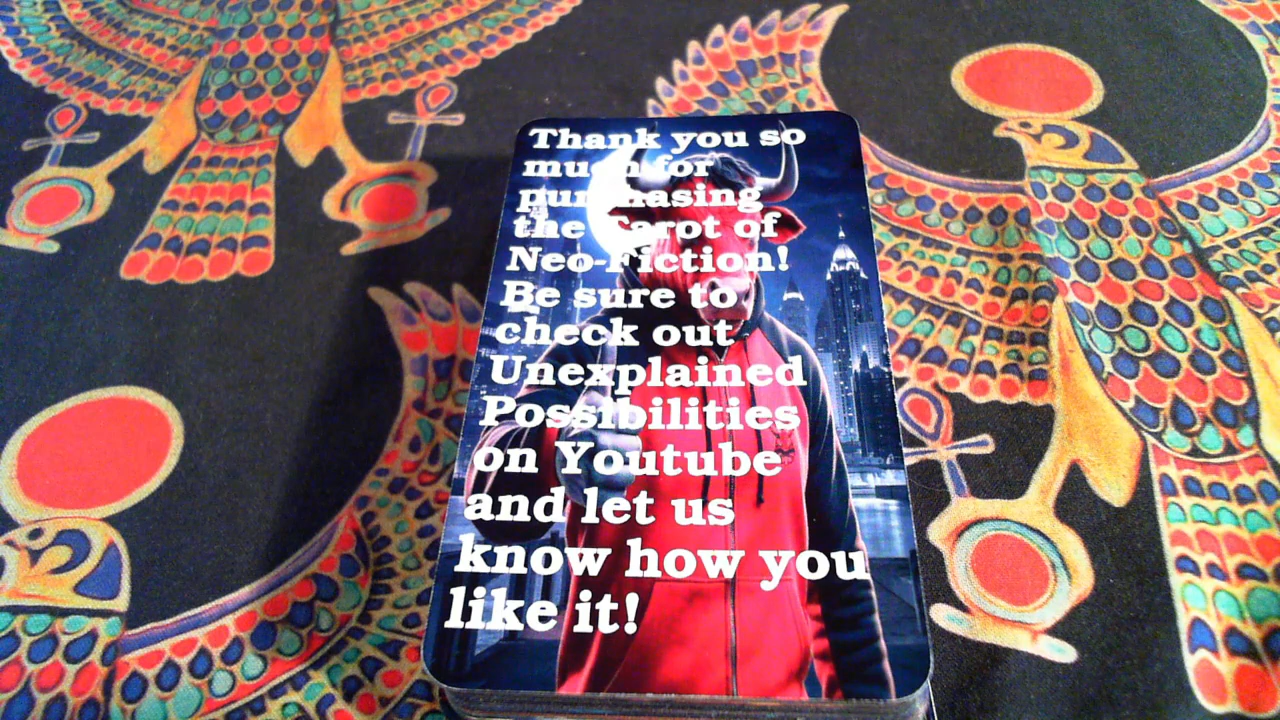 Thank you so
much for
purchasing
the Tarot of
Neo-Fiction!
Be sure to
check out
Unexplained
Possibilities
on Youtube
and let us
know how you
like it!